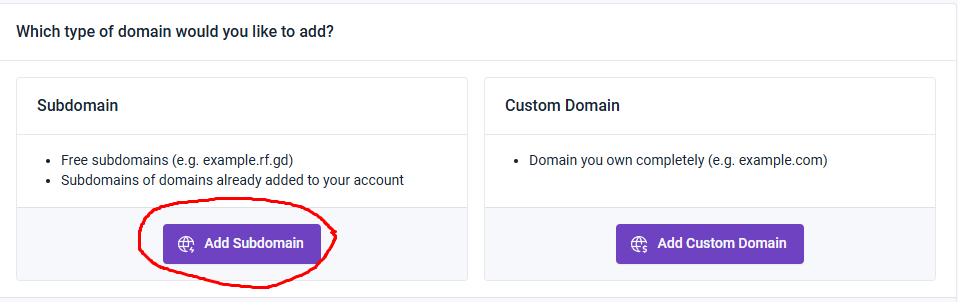 Which type of domain would you like to add?
Subdomain
• Free subdomains (e.g. example.rf.gd)
• Subdomains of domains already added to your account
Add Subdomain
Custom Domain
• Domain you own completely (e.g. example.com)
Add Custom Domain